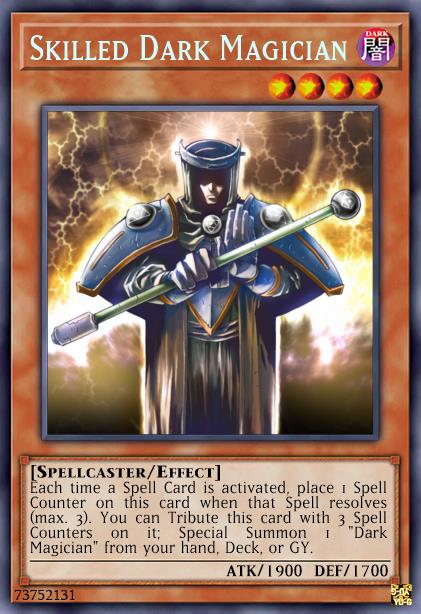 Skilled Dark Magician
DARK
闇
[Spellcaster/Effect]
Each time a Spell Card is activated, place 1 Spell
Counter on this card when that Spell resolves
(max. 3). You can Tribute this card with 3 Spell
Counters on it; Special Summon 1 "Dark
Magician" from your hand, Deck, or GY.
ATK/1900 DEF/1700
73752131